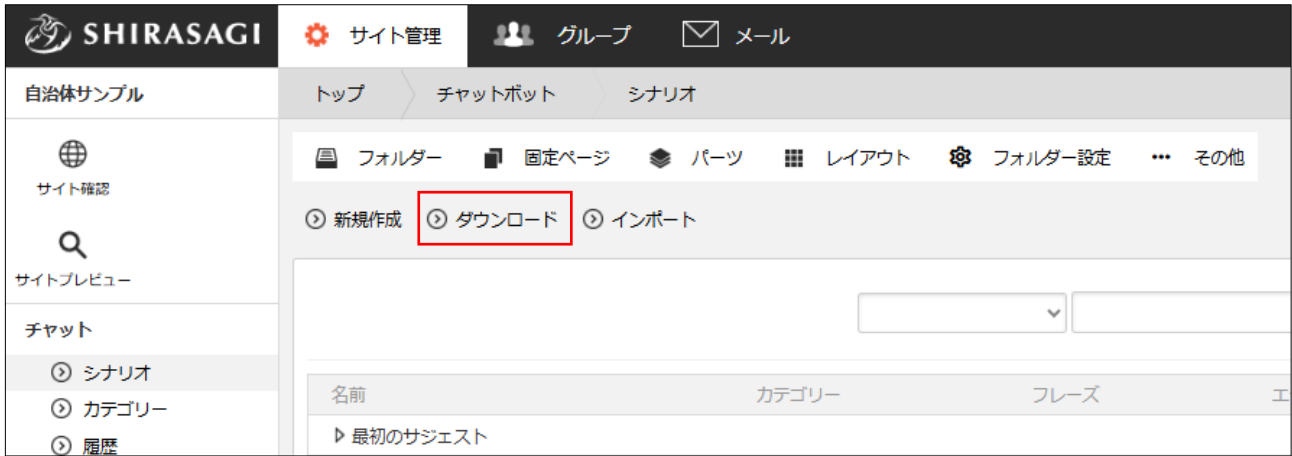 SHIRASAGI サイト管理 グループ メール
自治体サンプル トップ チャットボット シナリオ
フォルダー 固定ページ パーツ レイアウト フォルダー設定 ••• その他
サイト確認
新規作成 ダウンロード インポート
サイトプレビュー
チャット
シナリオ
名前 カテゴリー フレーズ
カテゴリー
最初のサジェスト
履歴